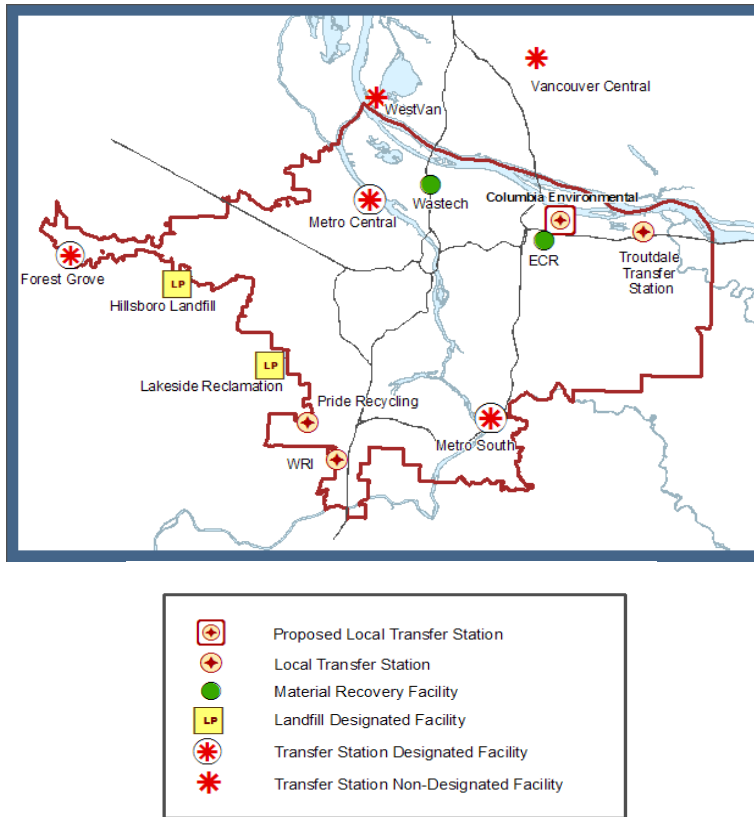 Vancouver Central
WestVan
Wastech
Columbia Environmental
Metro Central
ECR
Troutdale
Transfer
Station
Forest Grove
LP
Hillsboro Landfill
LP
Lakeside Reclamation
Pride Recycling
Metro South
WRI
Proposed Local Transfer Station
Local Transfer Station
Material Recovery Facility
LP
Landfill Designated Facility
Transfer Station Designated Facility
Transfer Station Non-Designated Facility